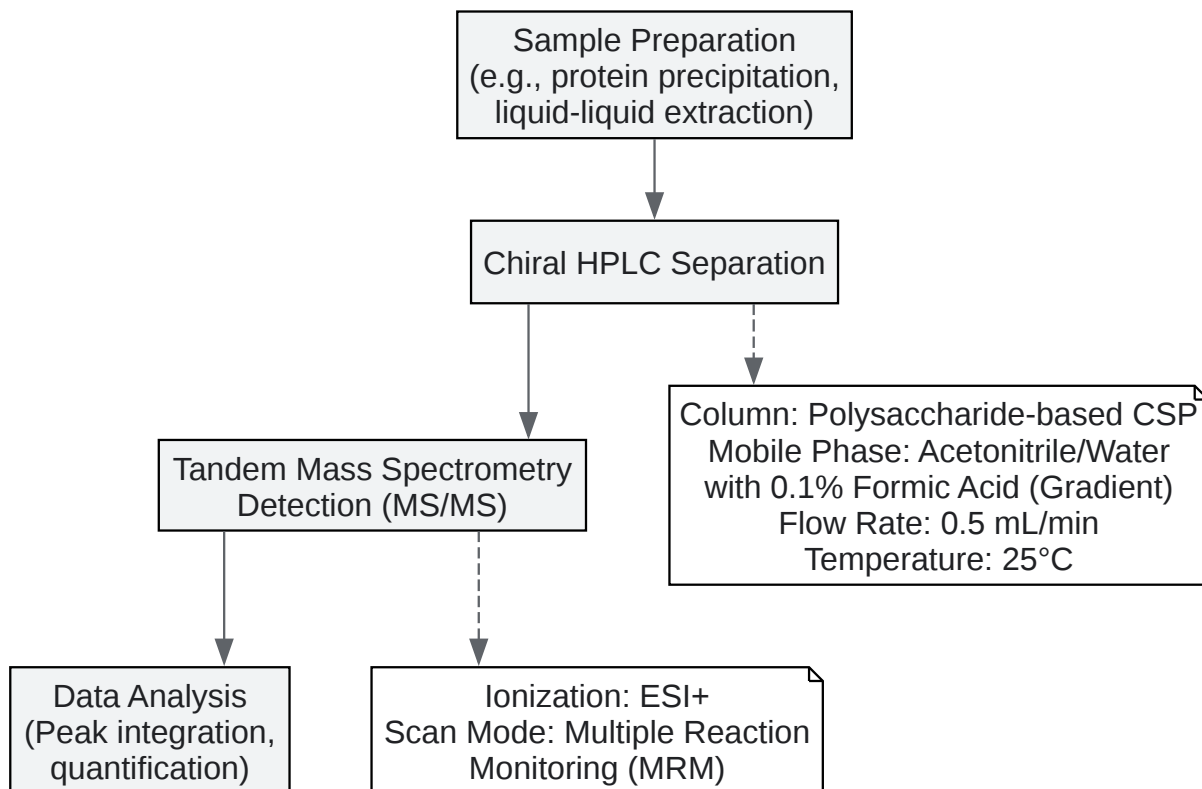 Sample Preparation
(e.g., protein precipitation,
liquid-liquid extraction)
Chiral HPLC Separation
Column: Polysaccharide-based CSP
Mobile Phase: Acetonitrile/Water
with 0.1% Formic Acid (Gradient)
Flow Rate: 0.5 mL/min
Temperature: 25°C
Tandem Mass Spectrometry
Detection (MS/MS)
Data Analysis
(Peak integration,
quantification)
Ionization: ESI+
Scan Mode: Multiple Reaction
Monitoring (MRM)